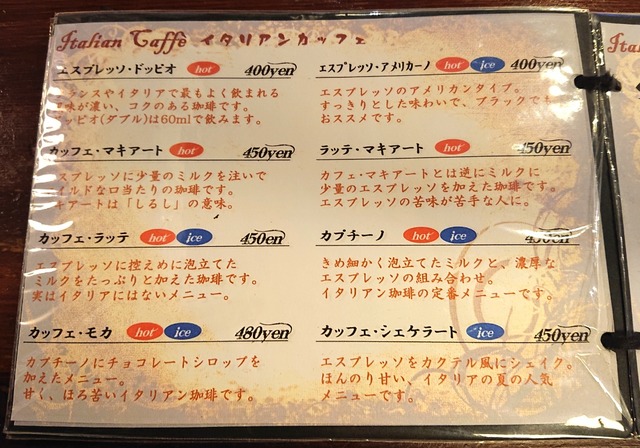 Italian Caffè イタリアンカッフェ
エスプレッソ・ドッピオ hot 400yen
ンスやイタリアで最もよく飲まれる
味が濃い、コクのある珈琲です。
ッピオ(ダブル)は60mlで飲みます。
エスプレッソ・アメリカーノ hot ice 400yen
エスプレッソのアメリカンタイプ。
すっきりとした味わいで、ブラックでも
おススメです。
カッフェ・マキアート hot 450yen
スプレッソに少量のミルクを注いで
イルドな口当たりの珈琲です。
キアートは「しるし」の意味。
ラッテ・マキアート hot 450yen
カフェ・マキアートとは逆にミルクに
少量のエスプレッソを加えた珈琲です。
エスプレッソの苦味が苦手な人に。
カッフェ・ラッテ hot ice 450en
エスプレッソに控えめに泡立てた
ミルクをたっぷりと加えた珈琲です。
実はイタリアにはないメニュー。
カプチーノ hot ice 450en
きめ細かく泡立てたミルクと、濃厚な
エスプレッソの組み合わせ。
イタリアン珈琲の定番メニューです。
カッフェ・モカ hot ice 480yen
カプチーノにチョコレートシロップを
加えたメニュー。
甘く、ほろ苦いイタリアン珈琲です。
カッフェ・シェケラート ice 450yen
エスプレッソをカクテル風にシェイク。
ほんのり甘い、イタリアの夏の人気
メニューです。
Ita